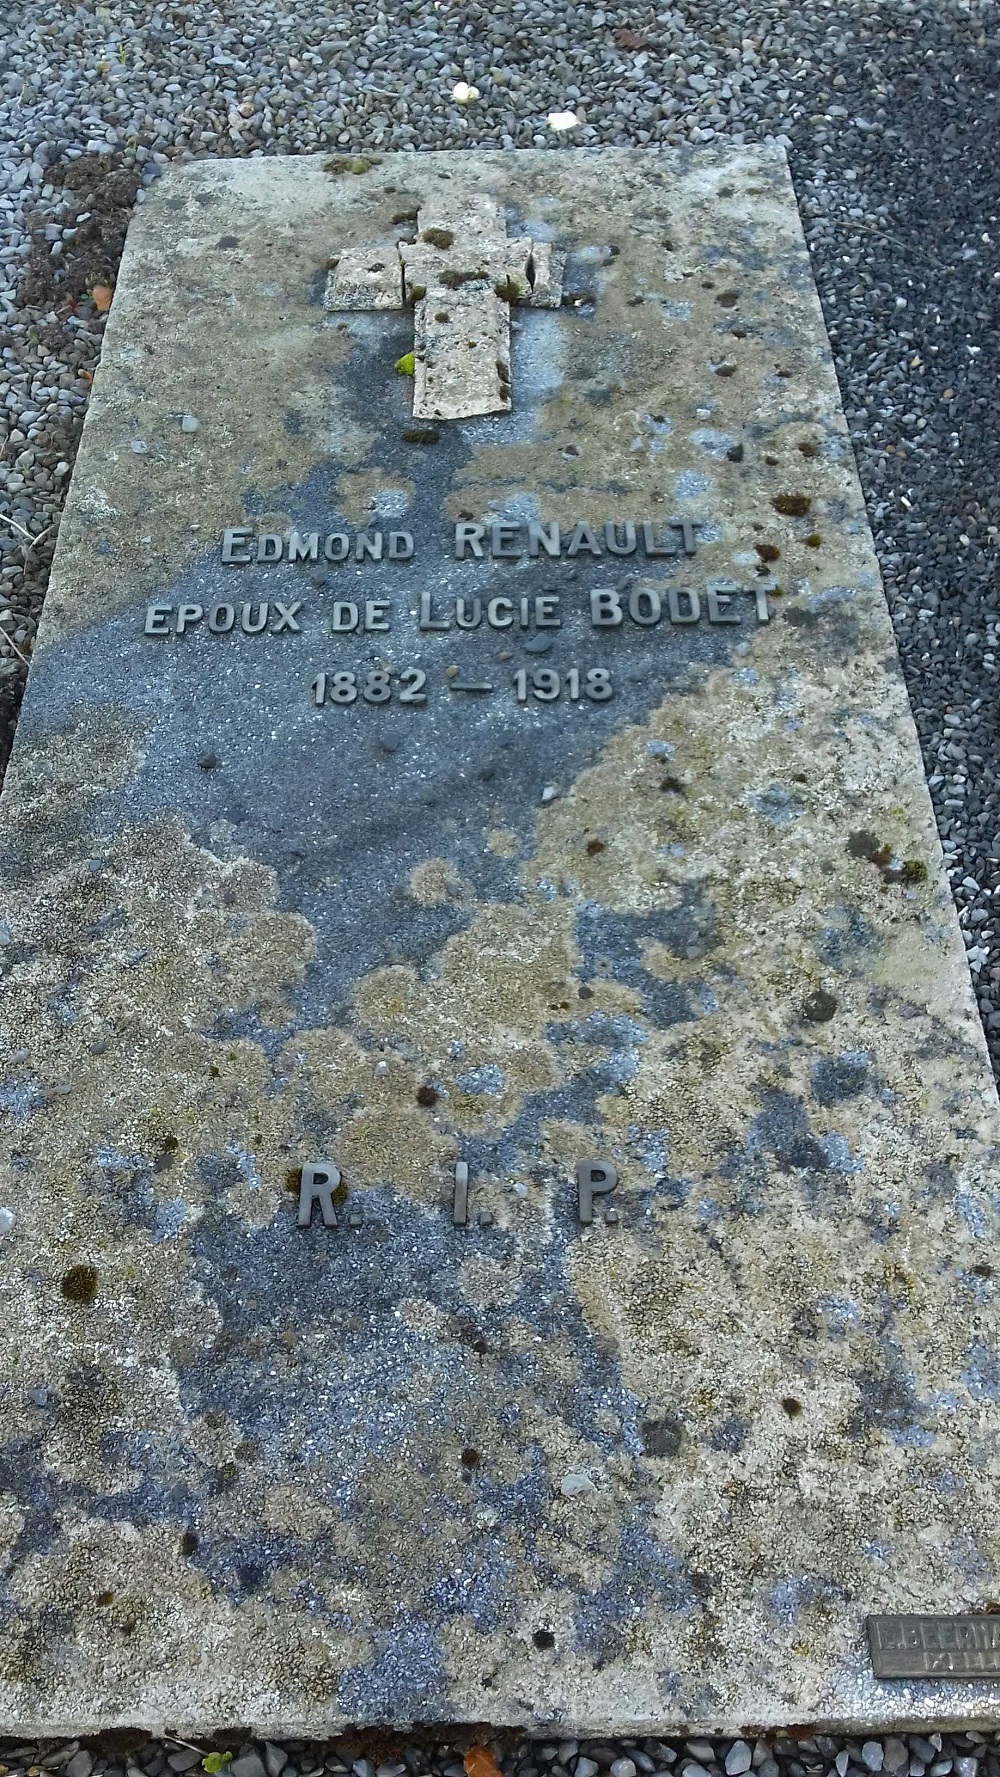 EDMOND RENAULT
EPOUX DE LUCIE BODET
1882 — 1918
R. I. P.